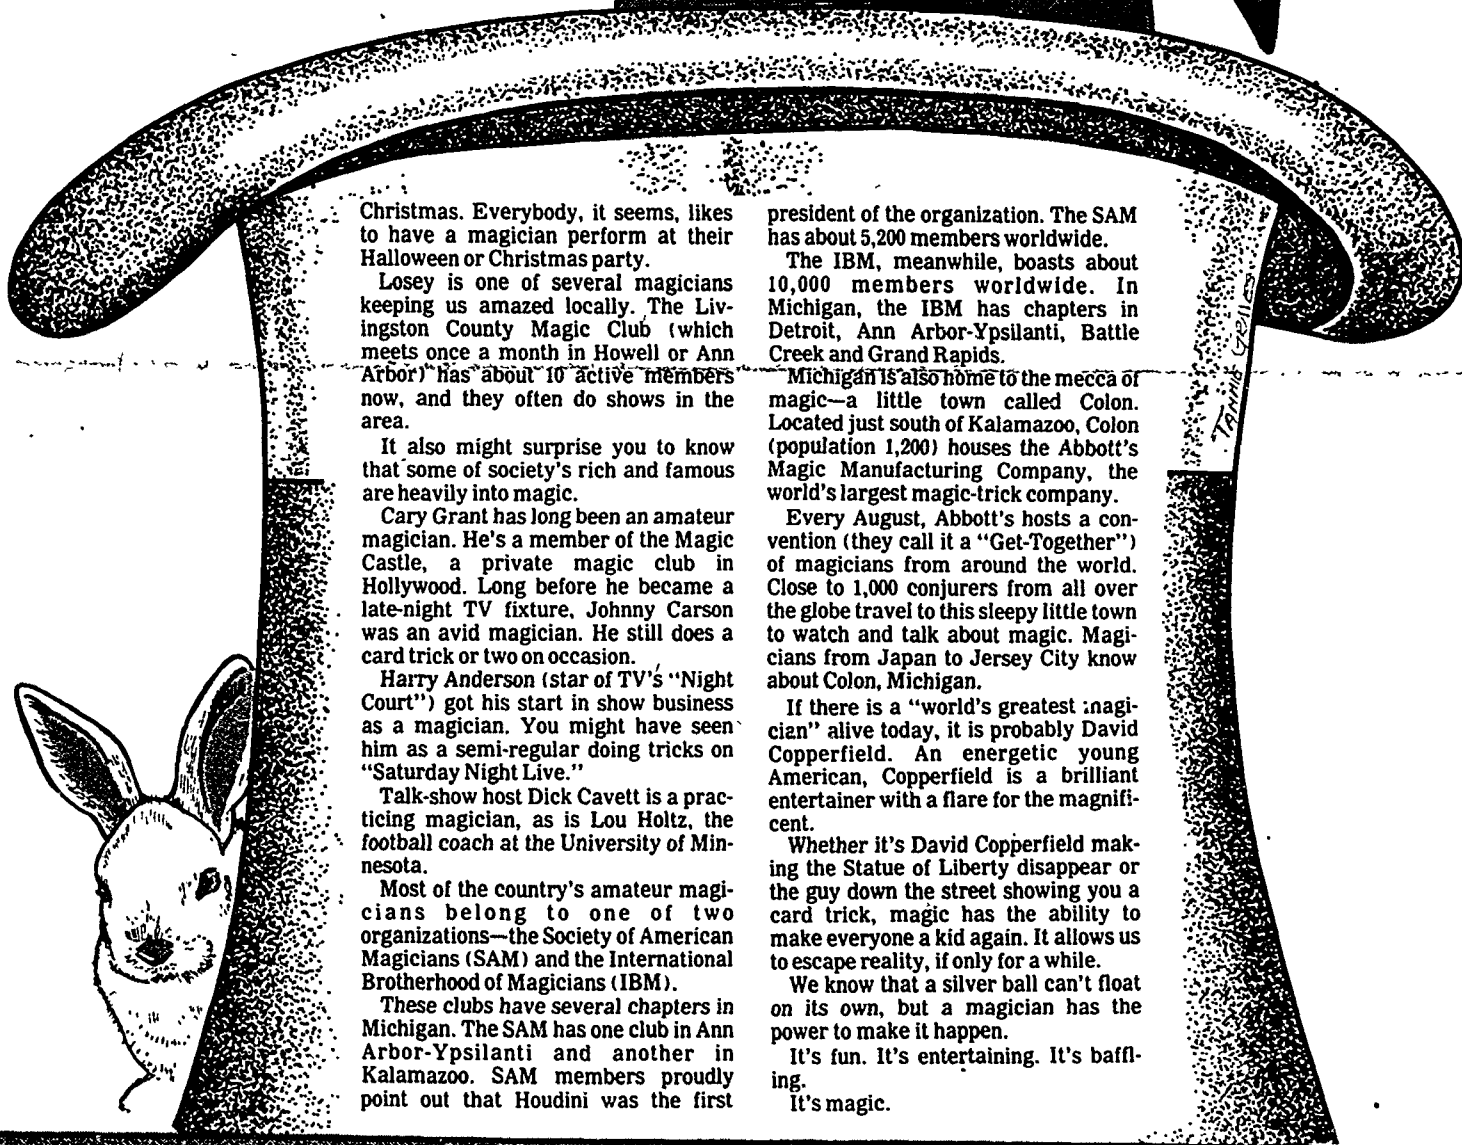 Christmas. Everybody, it seems, likes
to have a magician perform at their
Halloween or Christmas party.
Losey is one of several magicians
keeping us amazed locally. The Liv-
ingston County Magic Club (which
meets once a month in Howell or Ann
Arbor) has about 10 active members
now, and they often do shows in the
area.
It also might surprise you to know
that some of society's rich and famous
are heavily into magic.
Cary Grant has long been an amateur
magician. He's a member of the Magic
Castle, a private magic club in
Hollywood. Long before he became a
late-night TV fixture, Johnny Carson
was an avid magician. He still does a
card trick or two on occasion.
Harry Anderson (star of TV's "Night
Court") got his start in show business
as a magician. You might have seen
him as a semi-regular doing tricks on
"Saturday Night Live."
Talk-show host Dick Cavett is a prac-
ticing magician, as is Lou Holtz, the
football coach at the University of Min-
nesota.
Most of the country's amateur magi-
cians belong to one of two
organizations—the Society of American
Magicians (SAM) and the International
Brotherhood of Magicians (IBM).
These clubs have several chapters in
Michigan. The SAM has one club in Ann
Arbor-Ypsilanti and another in
Kalamazoo. SAM members proudly
point out that Houdini was the first
president of the organization. The SAM
has about 5,200 members worldwide.
The IBM, meanwhile, boasts about
10,000 members worldwide. In
Michigan, the IBM has chapters in
Detroit, Ann Arbor-Ypsilanti, Battle
Creek and Grand Rapids.
Michigan is also home to the mecca of
magic—a little town called Colon.
Located just south of Kalamazoo, Colon
(population 1,200) houses the Abbott's
Magic Manufacturing Company, the
world's largest magic-trick company.
Every August, Abbott's hosts a con-
vention (they call it a "Get-Together")
of magicians from around the world.
Close to 1,000 conjurers from all over
the globe travel to this sleepy little town
to watch and talk about magic. Magi-
cians from Japan to Jersey City know
about Colon, Michigan.
If there is a "world's greatest magi-
cian" alive today, it is probably David
Copperfield. An energetic young
American, Copperfield is a brilliant
entertainer with a flare for the magnifi-
cent.
Whether it's David Copperfield mak-
ing the Statue of Liberty disappear or
the guy down the street showing you a
card trick, magic has the ability to
make everyone a kid again. It allows us
to escape reality, if only for a while.
We know that a silver ball can't float
on its own, but a magician has the
power to make it happen.
It's fun. It's entertaining. It's baffl-
ing.
It's magic.